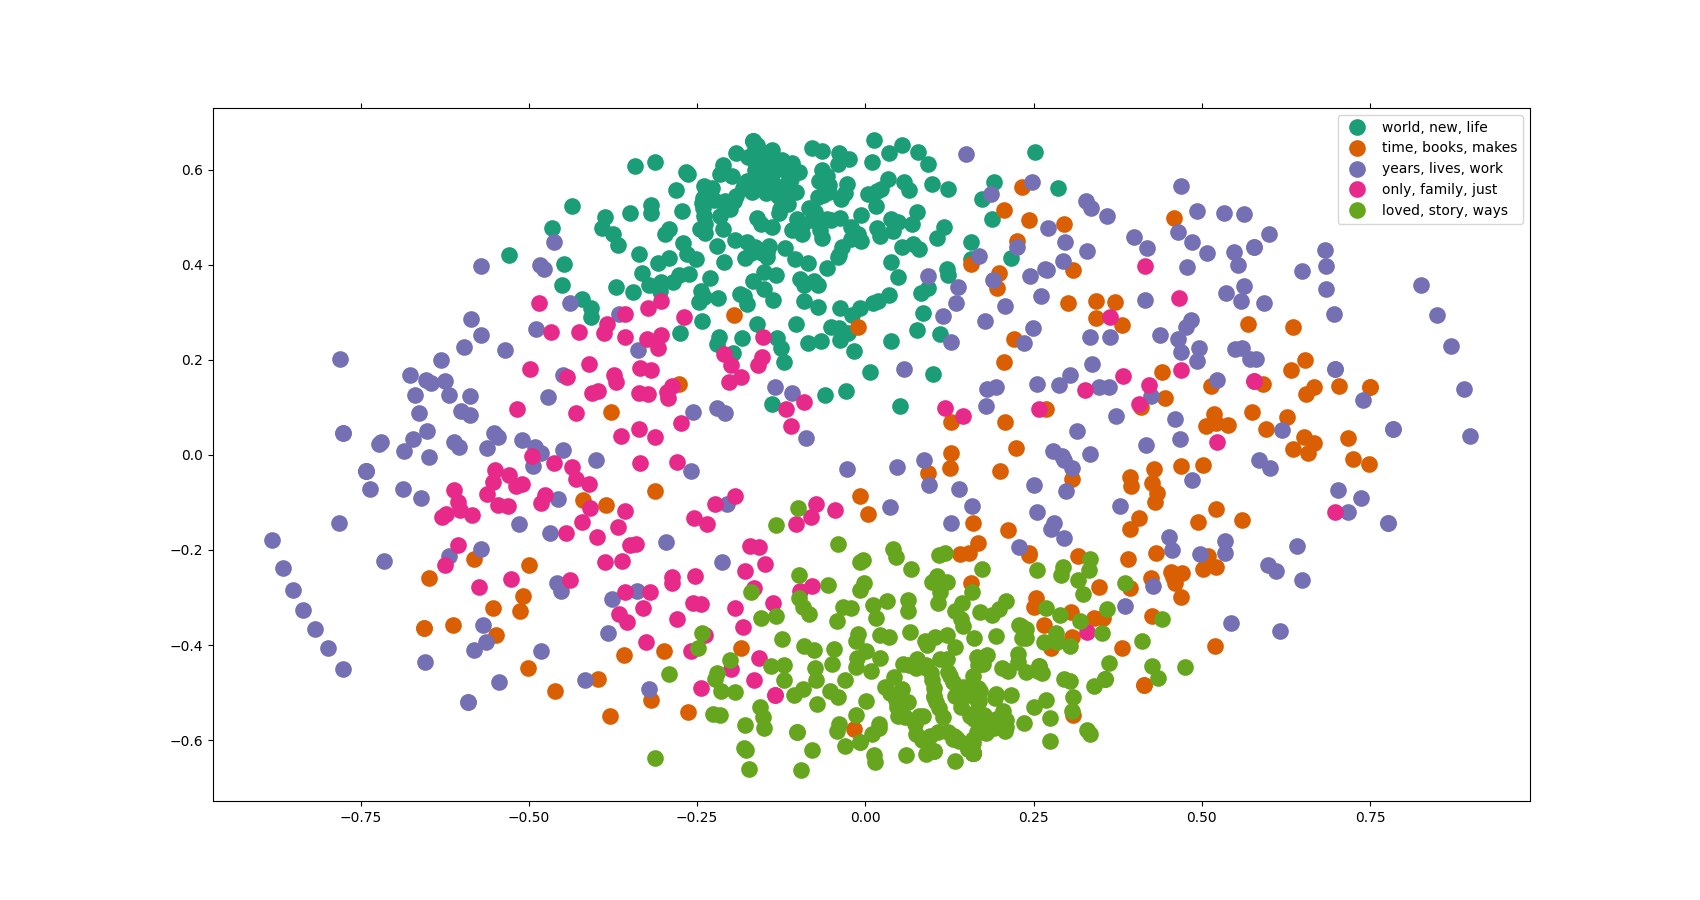 world, new, life
time, books, makes
years, lives, work
only, family, just
loved, story, ways
0.6
0.4
0.2
0.0
−0.2
−0.4
−0.6
−0.75 −0.50 −0.25 0.00 0.25 0.50 0.75